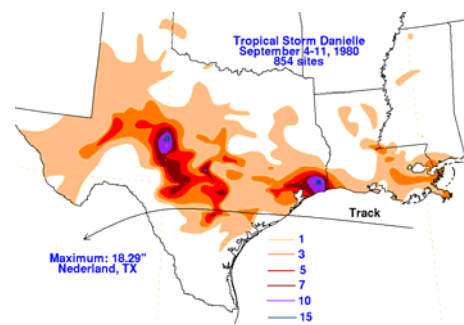 Tropical Storm Danielle
September 4-11, 1980
854 sites
Track
Maximum: 18.29"
Nederland, TX
1
3
5
7
10
15